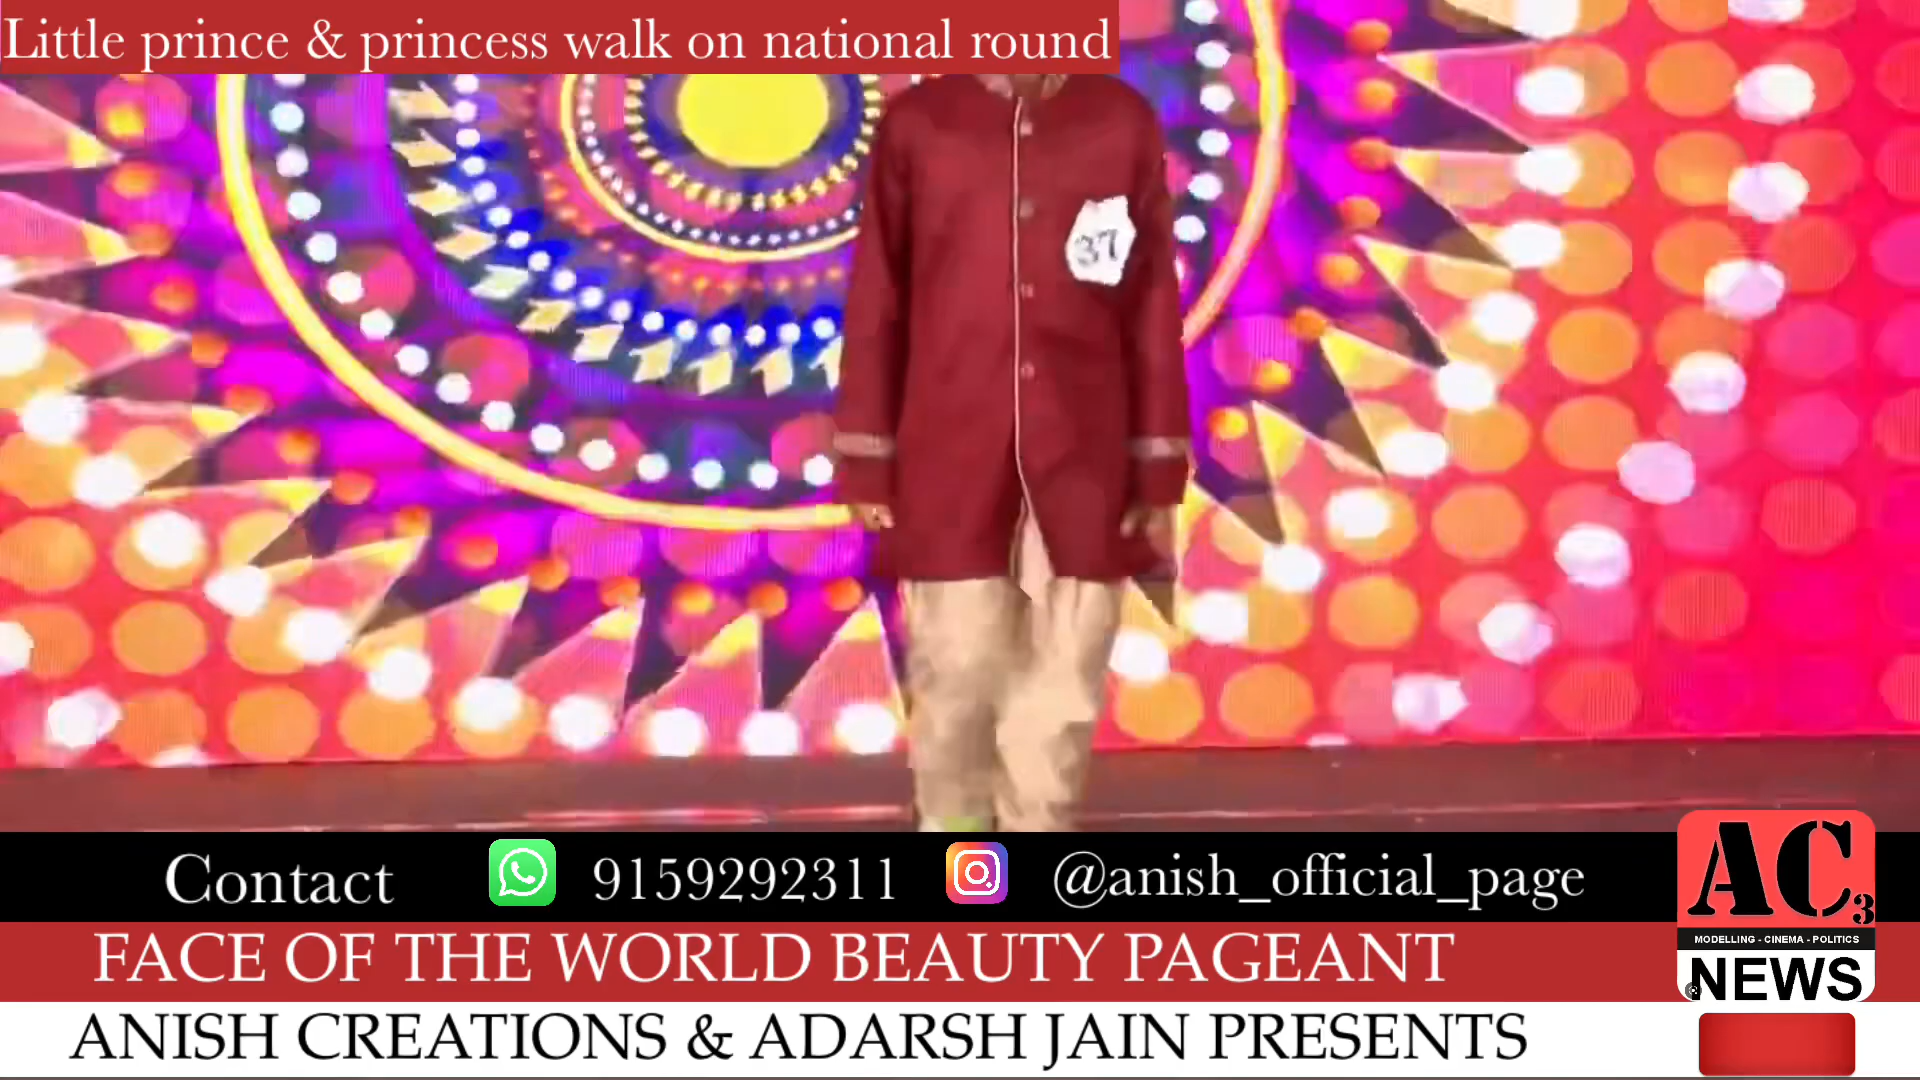 Little prince & princess walk on national round
37
Contact 9159292311 @anish_official_page
FACE OF THE WORLD BEAUTY PAGEANT
ANISH CREATIONS & ADARSH JAIN PRESENTS
AC3
MODELLING - CINEMA - POLITICS
NEWS